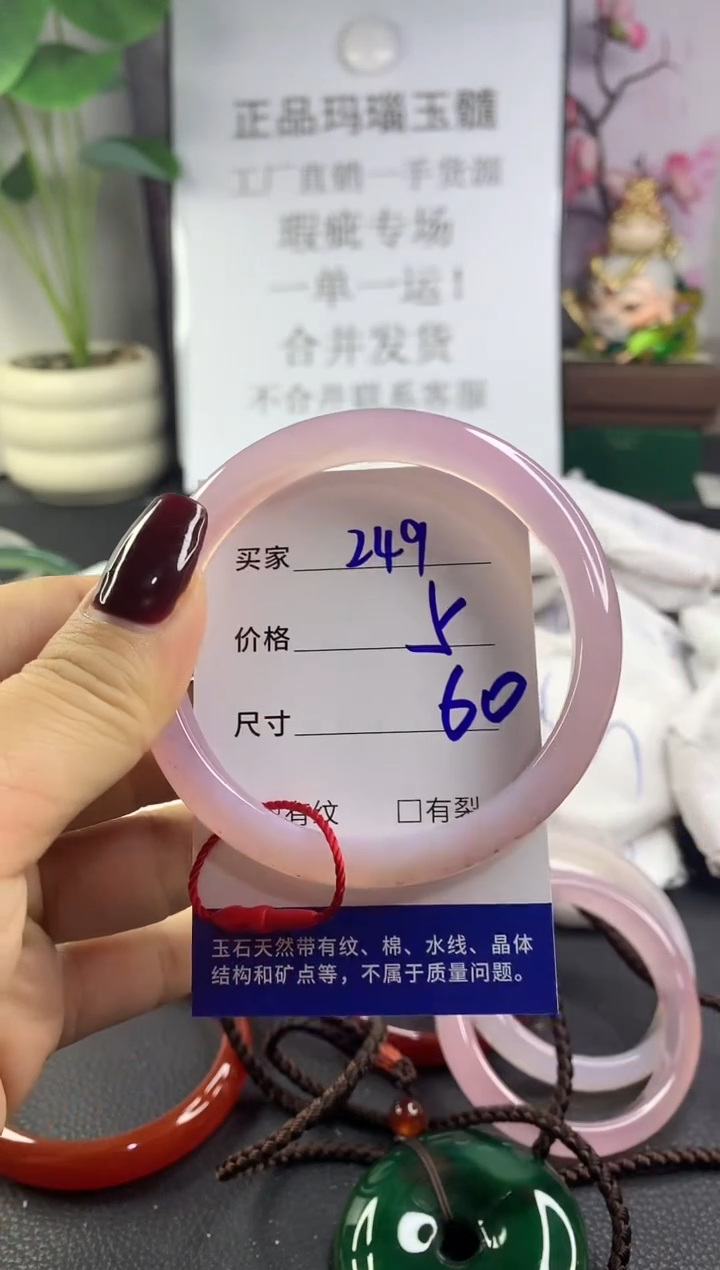 正品玛瑙玉髓
工厂直销一手货源
瑕疵专场
一单一运！
合并发货
不合并联系客服
买家 249
价格 5
尺寸 60
有纹 □有裂
玉石天然带有纹、棉、水线、晶体
结构和矿点等，不属于质量问题。